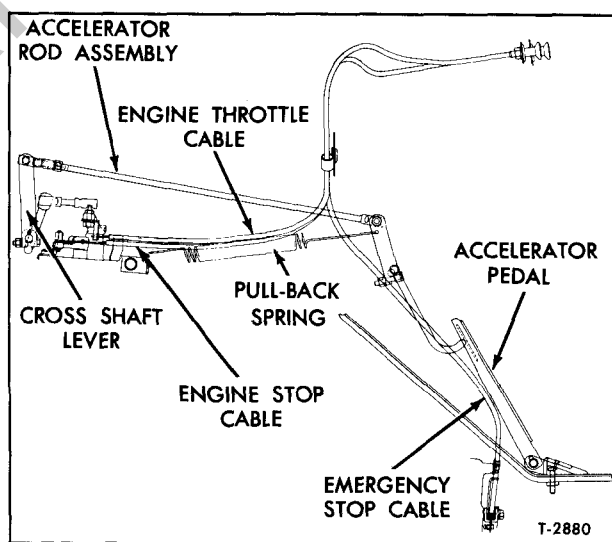 ACCELERATOR
ROD ASSEMBLY
ENGINE THROTTLE
CABLE
ACCELERATOR
PEDAL
PULL-BACK
SPRING
CROSS SHAFT
LEVER
ENGINE STOP
CABLE
EMERGENCY
STOP CABLE
T-2880